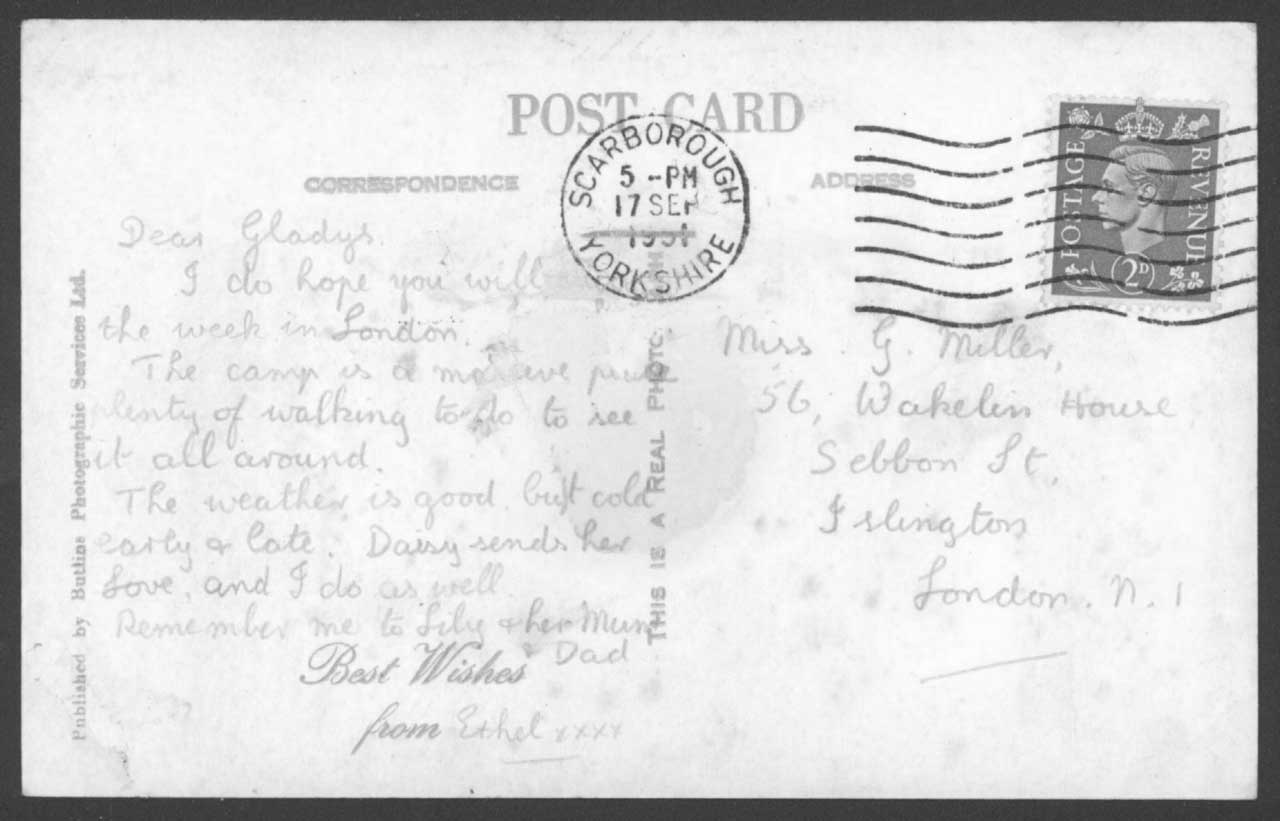 POST CARD
CORRESPONDENCE
ADDRESS
SCARBOROUGH
5 -PM
17 SEP
1951
YORKSHIRE
POSTAGE
REVENUE
2D
Dear Gladys.
I do hope you will
the week in London.
The camp is a
plenty of walking to do to see
it all around.
The weather is good but cold
early & late. Daisy sends her
Love, and I do as well
Remember me to Lily & her Mum
& Dad
Best Wishes
from Ethel xxxx
Miss. G. Miller,
56, Wakelin House
Sebbon St.
Islington
London. N. 1
Published by Butlins Photographic Services Ltd.
THIS IS A REAL PHOTO